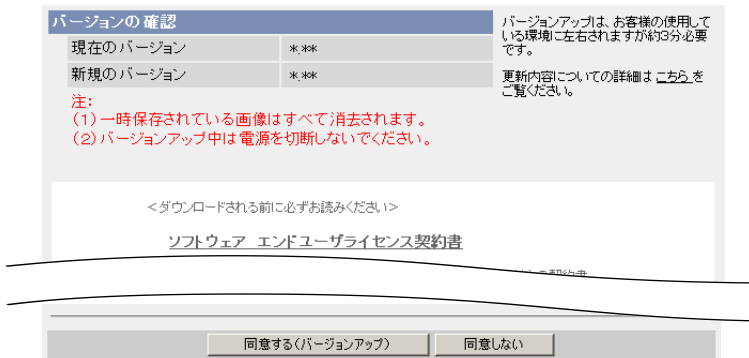 バージョンの確認
現在のバージョン *.**
新規のバージョン *.**
注:
(1)一時保存されている画像はすべて消去されます。
(2)バージョンアップ中は電源を切断しないでください。
バージョンアップは、お客様の使用して
いる環境に左右されますが約3分必要
です。
更新内容についての詳細は こちら を
ご覧ください。
<ダウンロードされる前に必ずお読みください>
ソフトウェア エンドユーザライセンス契約書
同意する(バージョンアップ)
同意しない